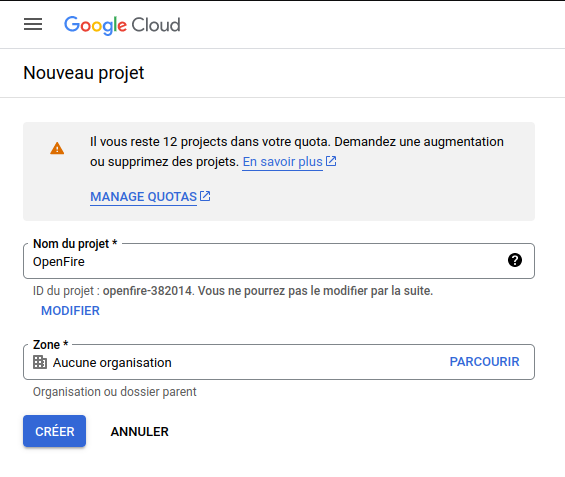 Google Cloud
Nouveau projet
Il vous reste 12 projects dans votre quota. Demandez une augmentation
ou supprimez des projets. En savoir plus
MANAGE QUOTAS
Nom du projet *
OpenFire
ID du projet : openfire-382014. Vous ne pourrez pas le modifier par la suite.
MODIFIER
Zone *
Aucune organisation PARCOURIR
Organisation ou dossier parent
CRÉER ANNULER